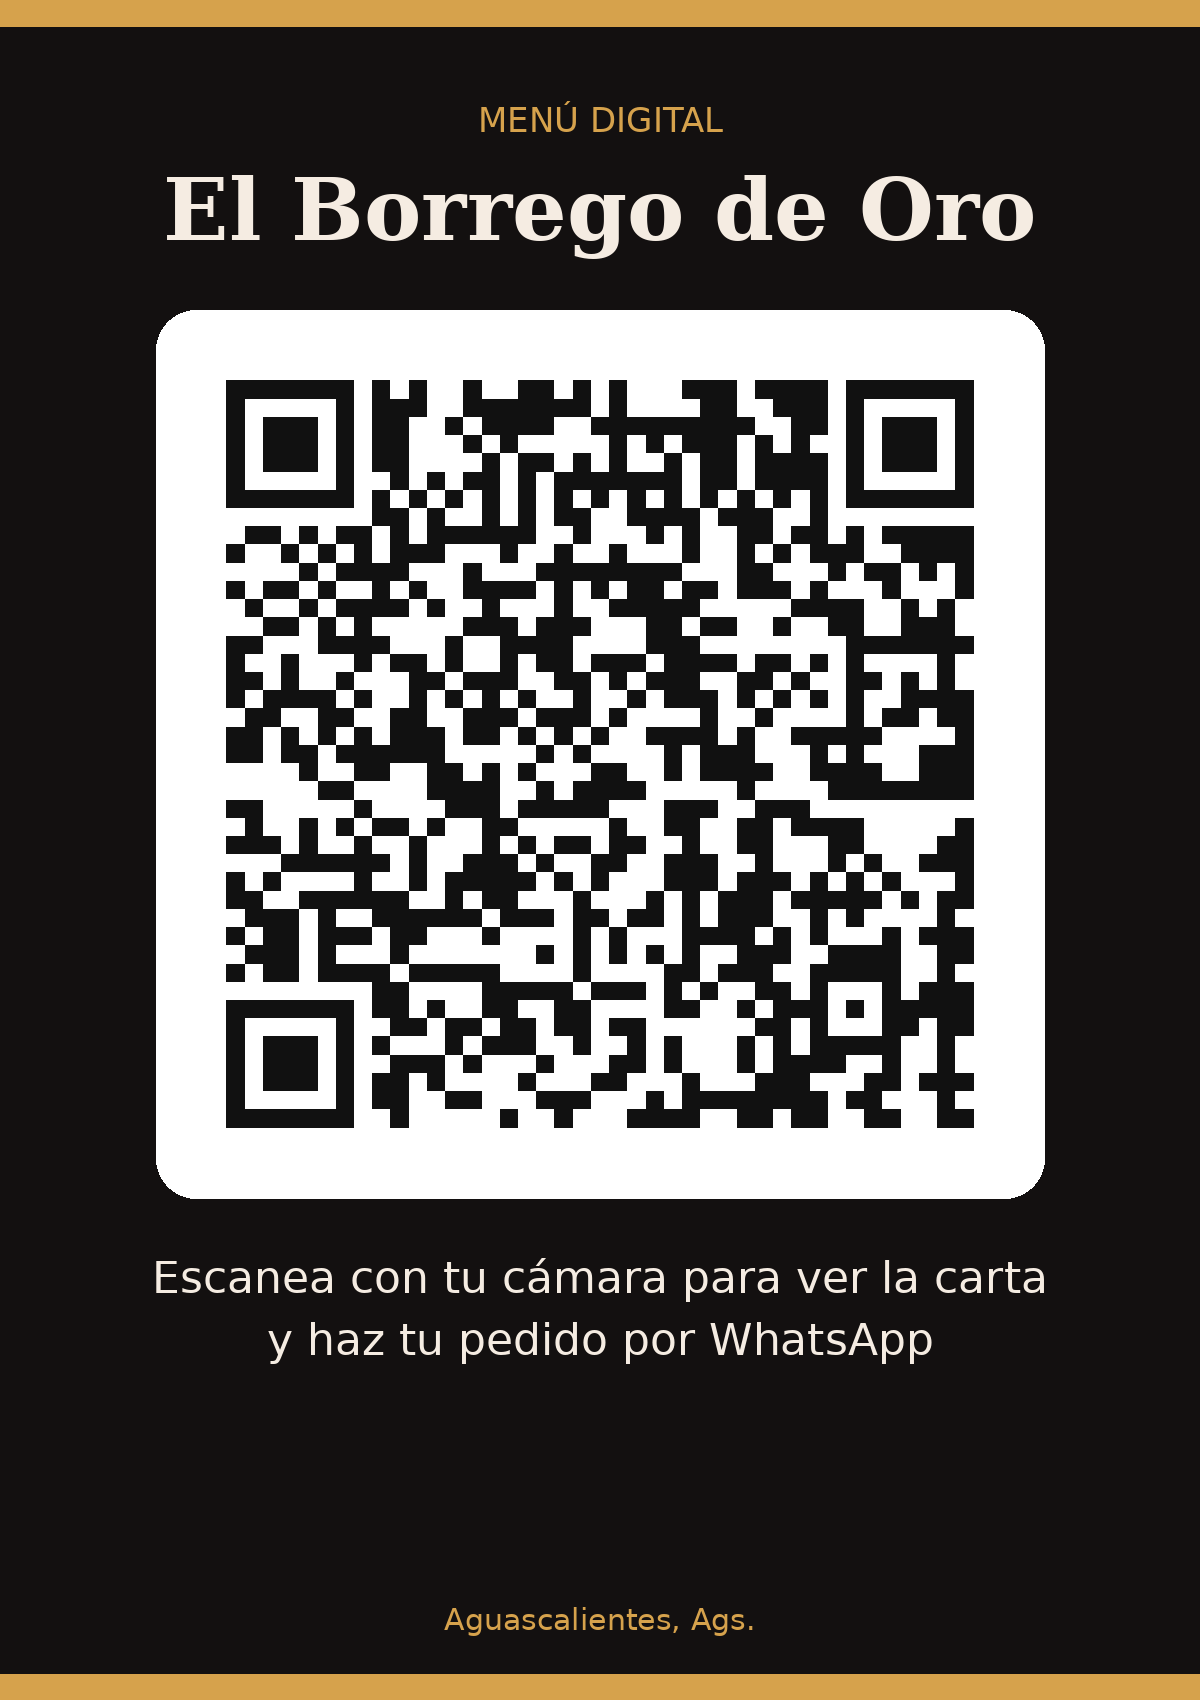 MENÚ DIGITAL
El Borrego de Oro
Escanea con tu cámara para ver la carta
y haz tu pedido por WhatsApp
Aguascalientes, Ags.